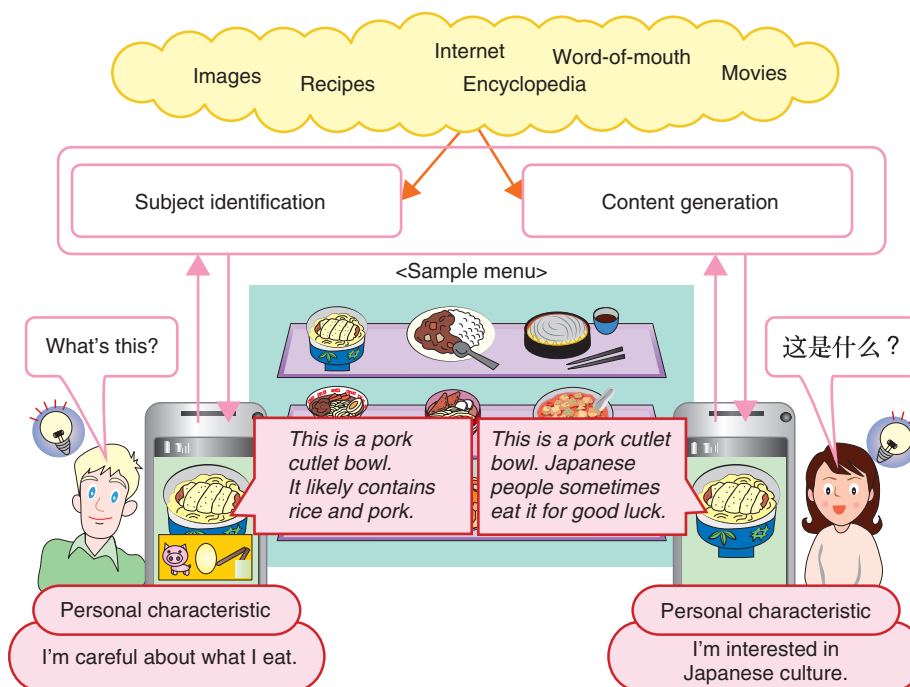 Internet
Word-of-mouth
Images
Recipes
Encyclopedia
Movies
Subject identification
Content generation
<Sample menu>
What's this?
这是什么？
This is a pork
cutlet bowl.
It likely contains
rice and pork.
This is a pork cutlet
bowl. Japanese
people sometimes
eat it for good luck.
Personal characteristic
I'm careful about what I eat.
Personal characteristic
I'm interested in
Japanese culture.